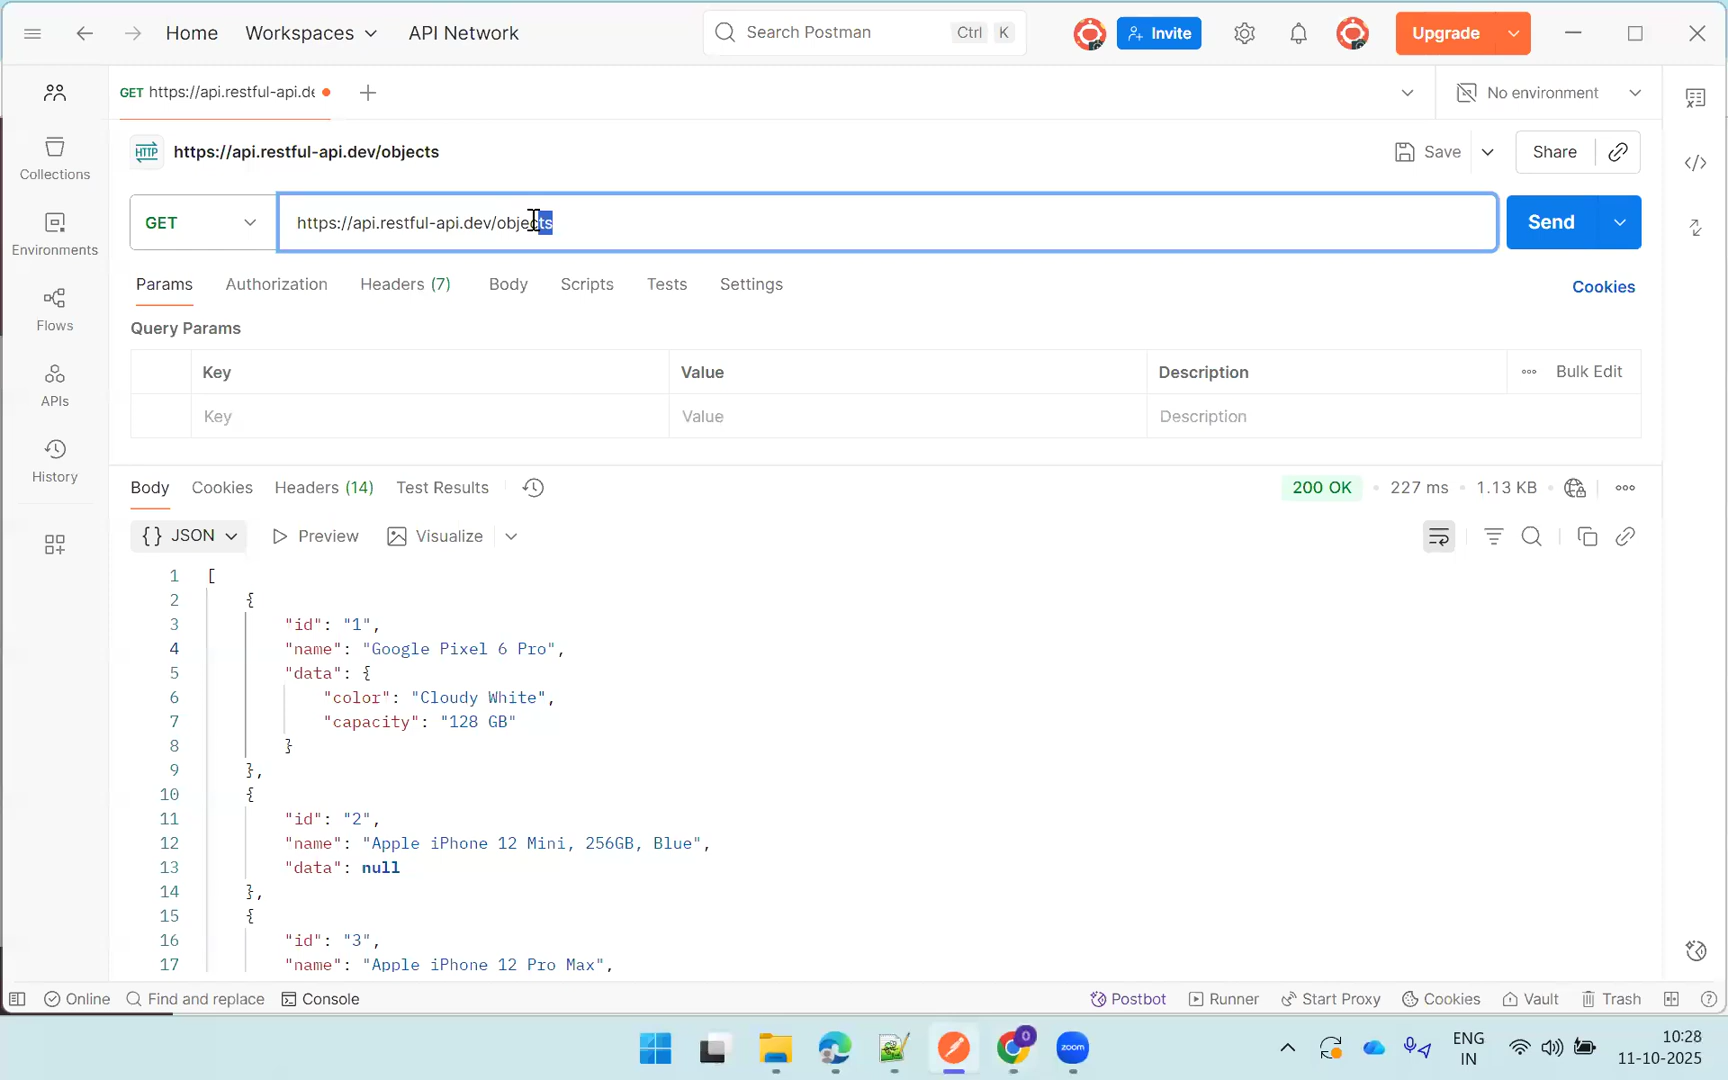 Home Workspaces API Network Search Postman Ctrl K Invite Upgrade
GET https://api.restful-api.de No environment
HTTP https://api.restful-api.dev/objects Save Share
GET https://api.restful-api.dev/objects Send
Params Authorization Headers (7) Body Scripts Tests Settings Cookies
Query Params
Key Value Description Bulk Edit
Key Value Description
Collections
Environments
Flows
APIs
History
Body Cookies Headers (14) Test Results 200 OK 227 ms 1.13 KB
{} JSON Preview Visualize
1 [
2 {
3 "id": "1",
4 "name": "Google Pixel 6 Pro",
5 "data": {
6 "color": "Cloudy White",
7 "capacity": "128 GB"
8 }
9 },
10 {
11 "id": "2",
12 "name": "Apple iPhone 12 Mini, 256GB, Blue",
13 "data": null
14 },
15 {
16 "id": "3",
17 "name": "Apple iPhone 12 Pro Max",
Online Find and replace Console Postbot Runner Start Proxy Cookies Vault Trash
0 zoom ENG 10:28
IN 11-10-2025